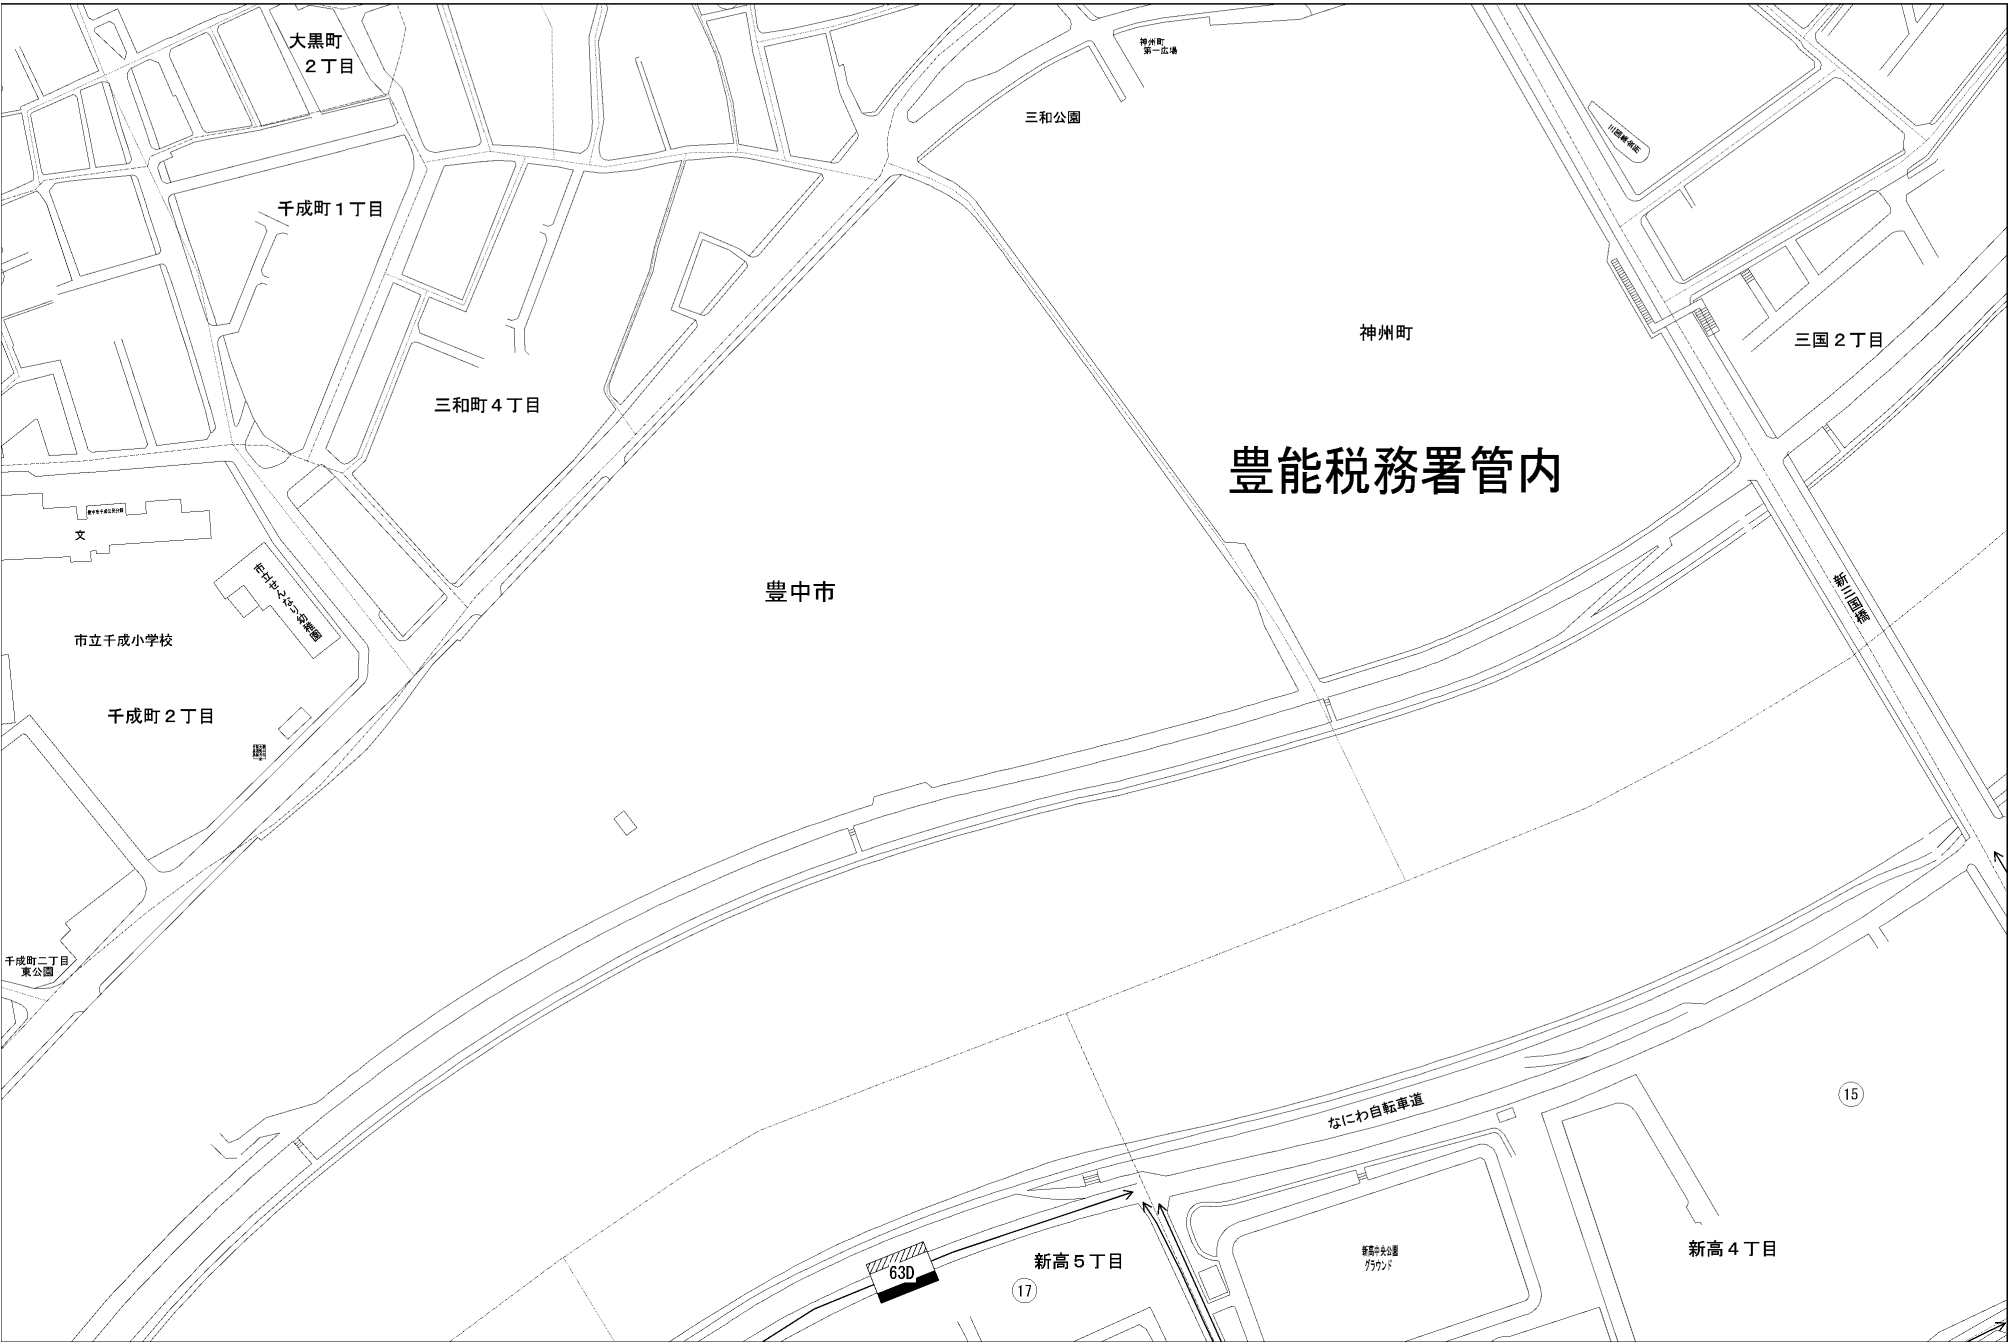 大黒町
２丁目
神州町
第一広場
三和公園
千成町１丁目
神州町
三国２丁目
三和町４丁目
豊能税務署管内
文
市立せんなり幼稚園
豊中市
新三国橋
市立千成小学校
千成町２丁目
千成町二丁目
東公園
15
なにわ自転車道
新高５丁目
63D
17
新高中央公園
グラウンド
新高４丁目